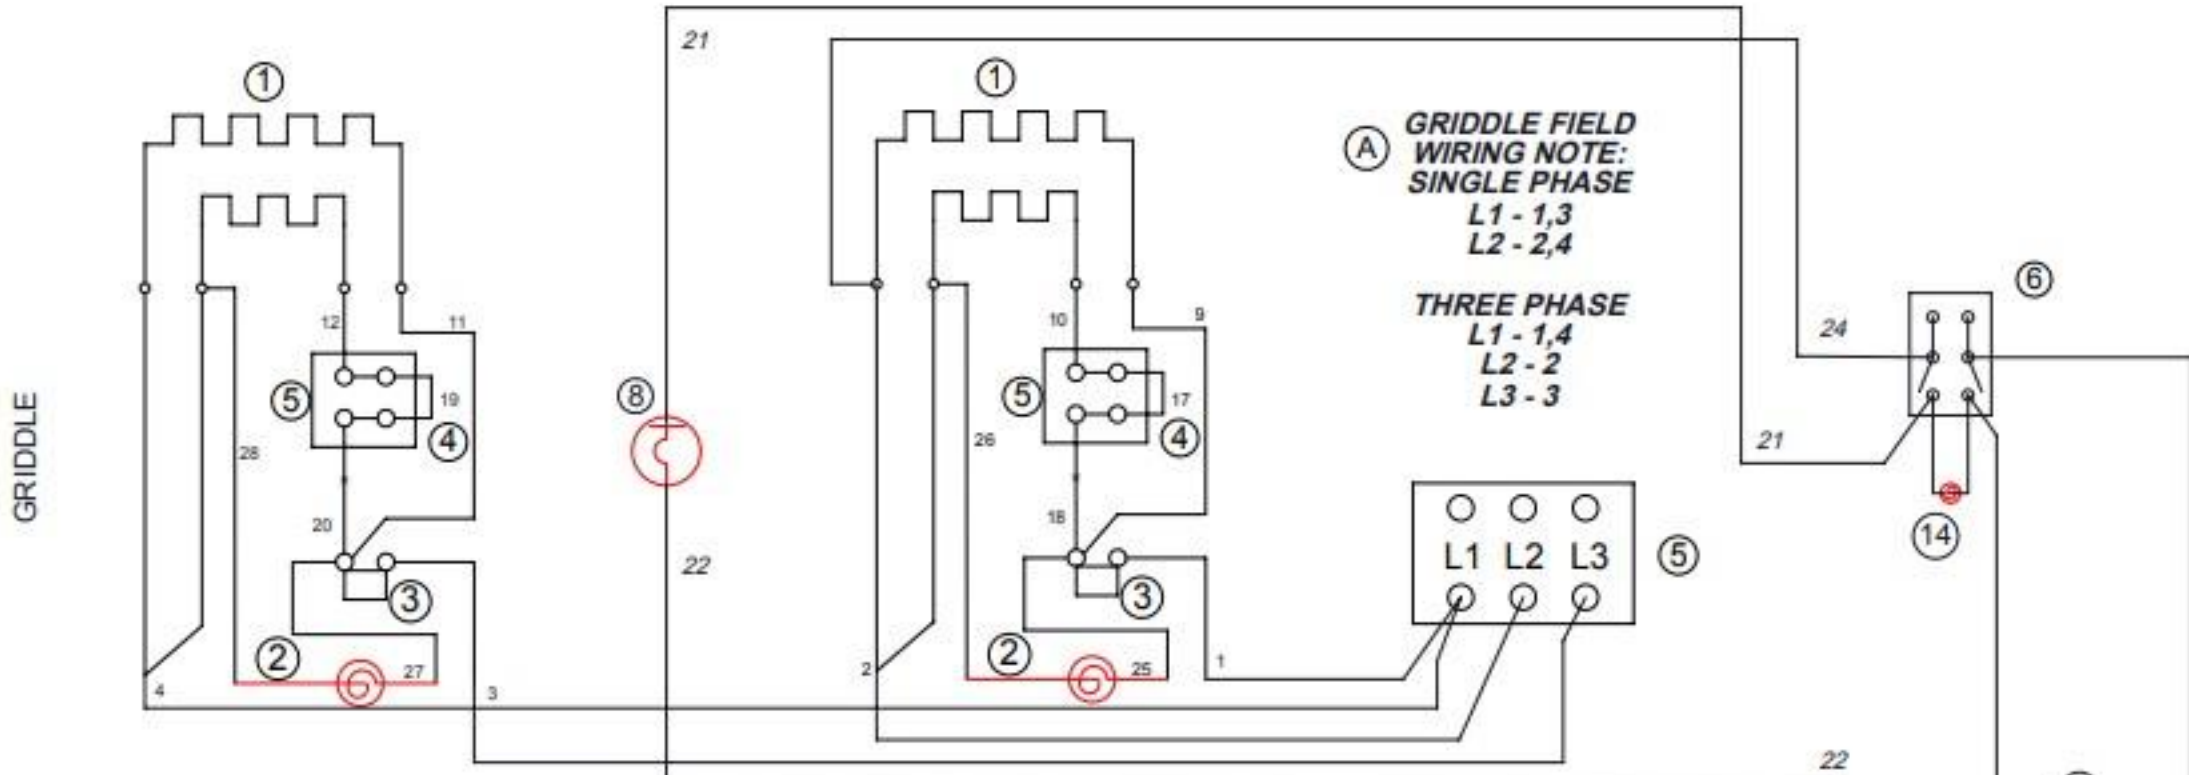 21
1
1
A
GRIDDLE FIELD
WIRING NOTE:
SINGLE PHASE
L1 - 1,3
L2 - 2,4
THREE PHASE
L1 - 1,4
L2 - 2
L3 - 3
6
24
12
11
10
9
GRIDDLE
5
19
4
28
8
5
17
4
26
21
20
18
22
L1 L2 L3
5
14
3
3
2
27
2
25
4
3
2
1
22